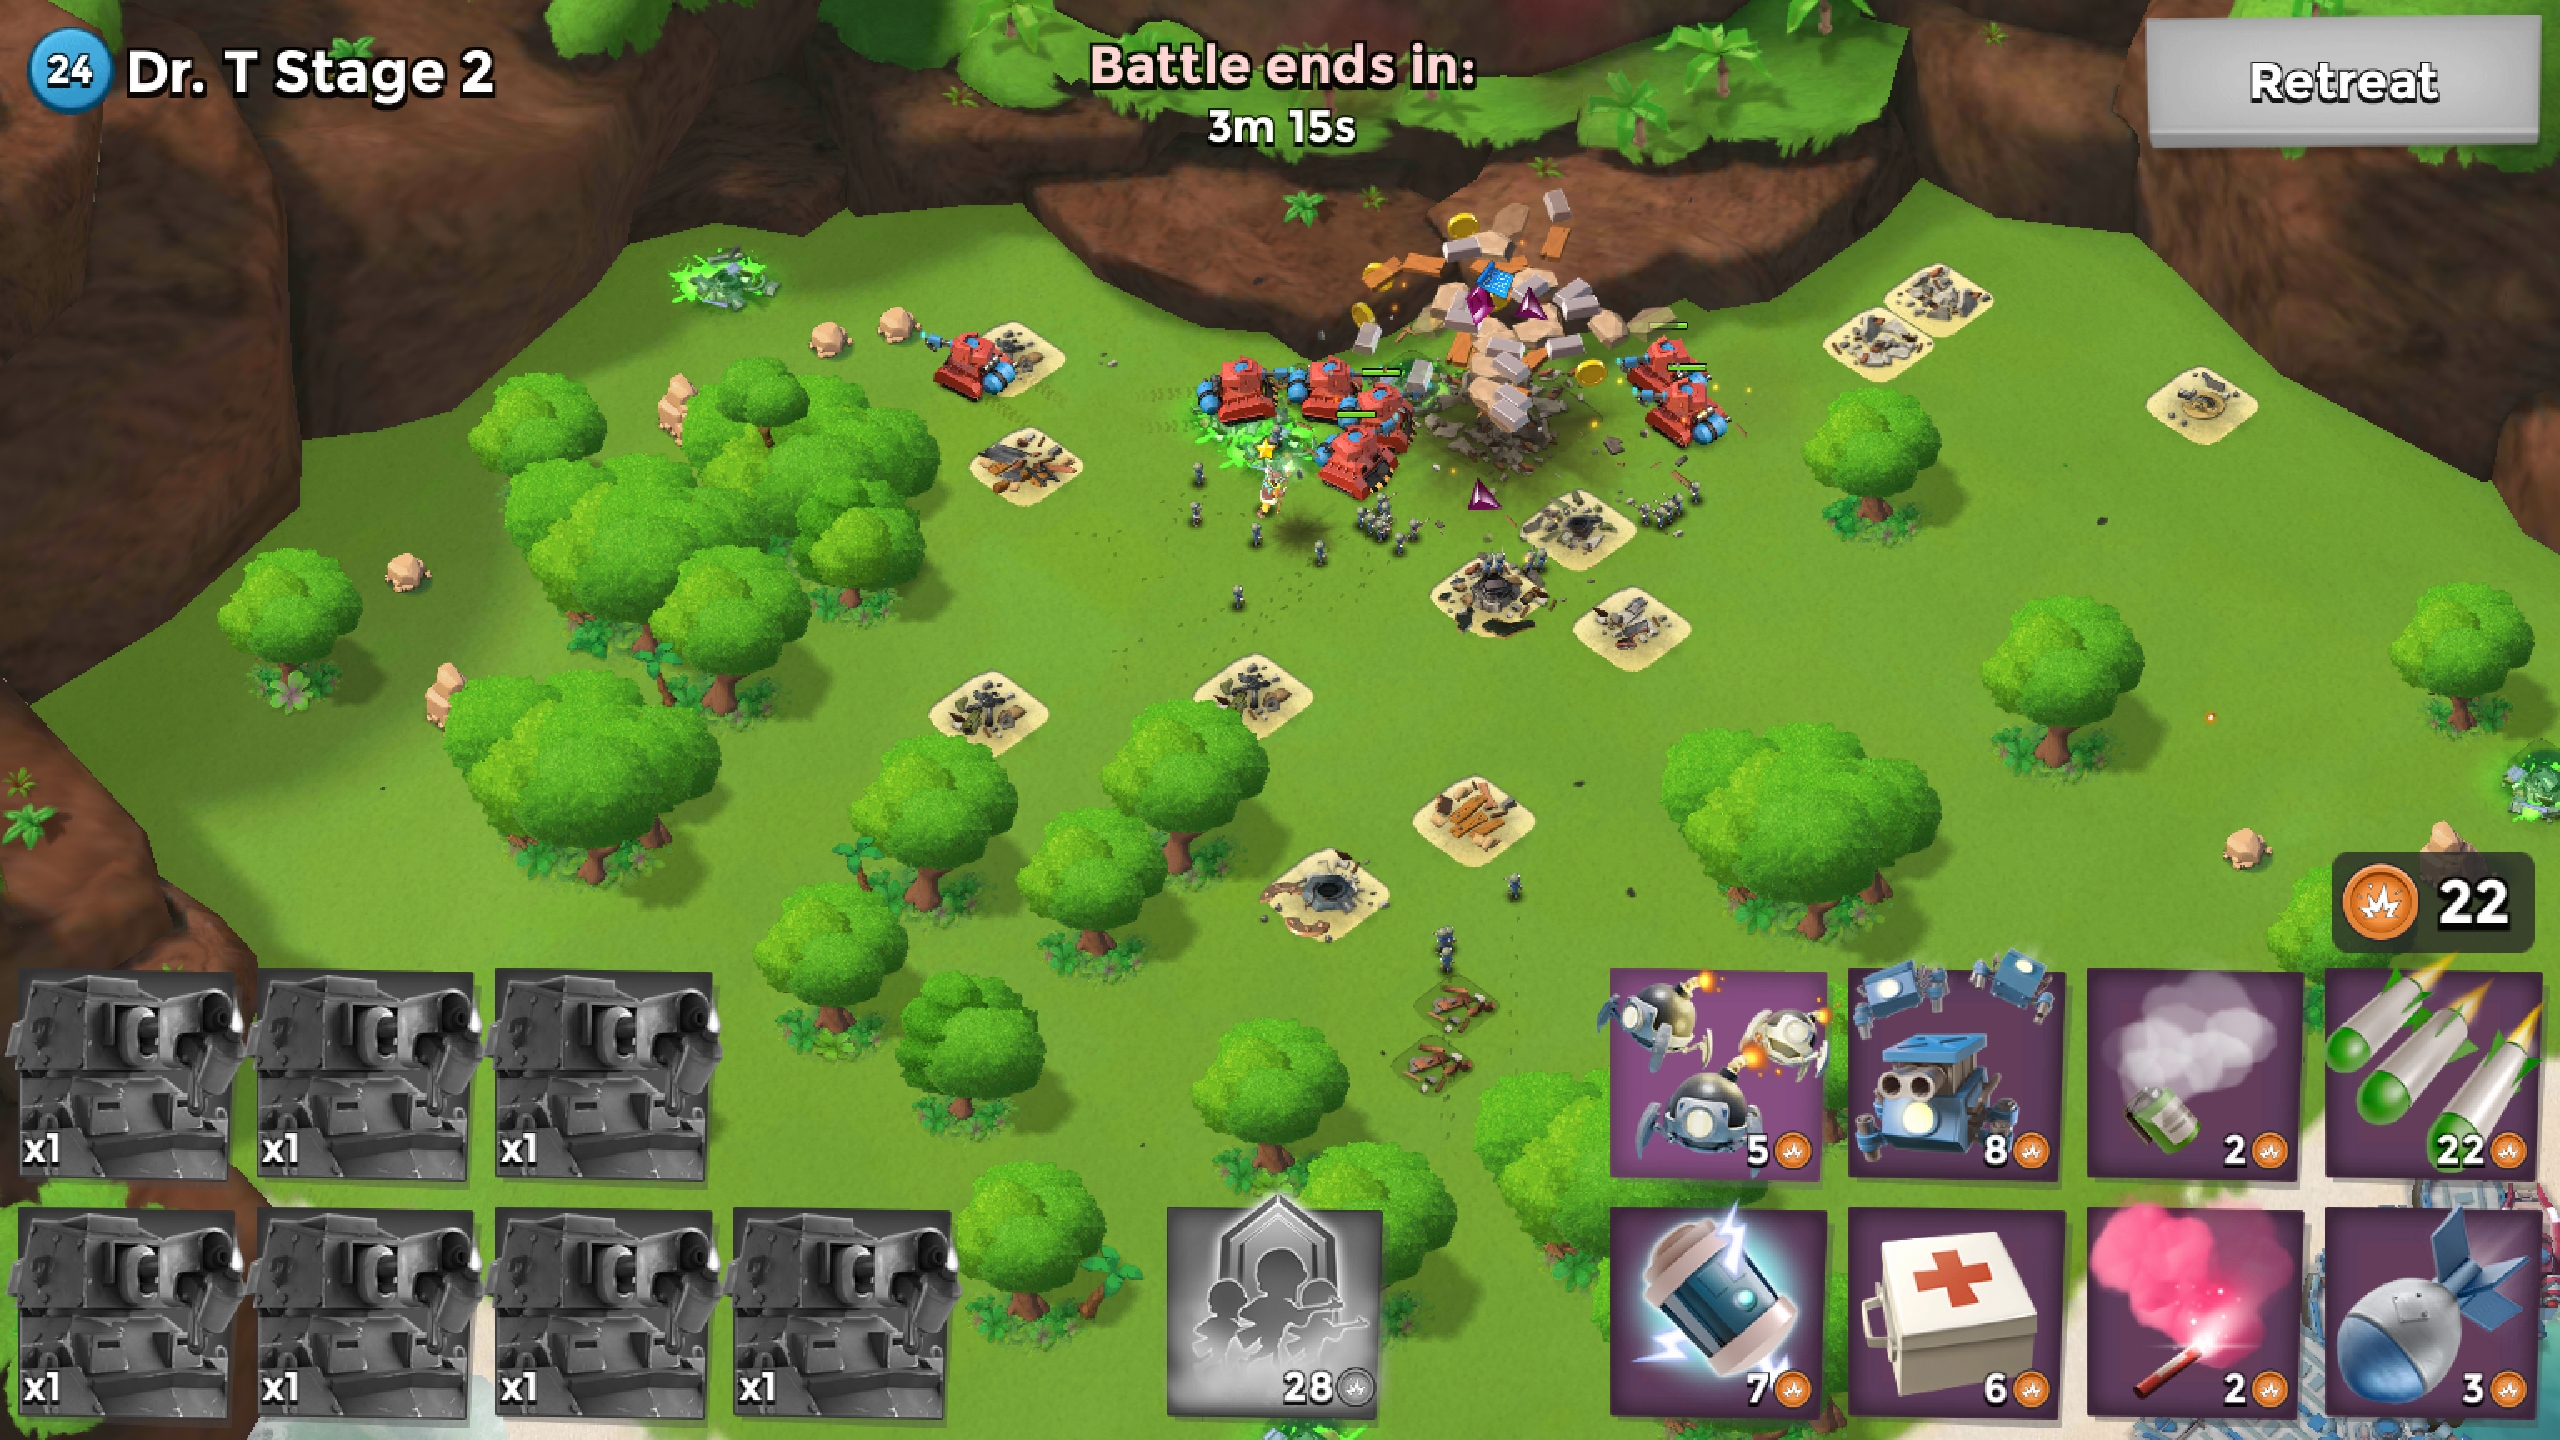 24 Dr. T Stage 2
Battle ends in:
3m 15s
Retreat
22
x1 x1 x1
5 8 2 22
x1 x1 x1 x1
28
7 6 2 3